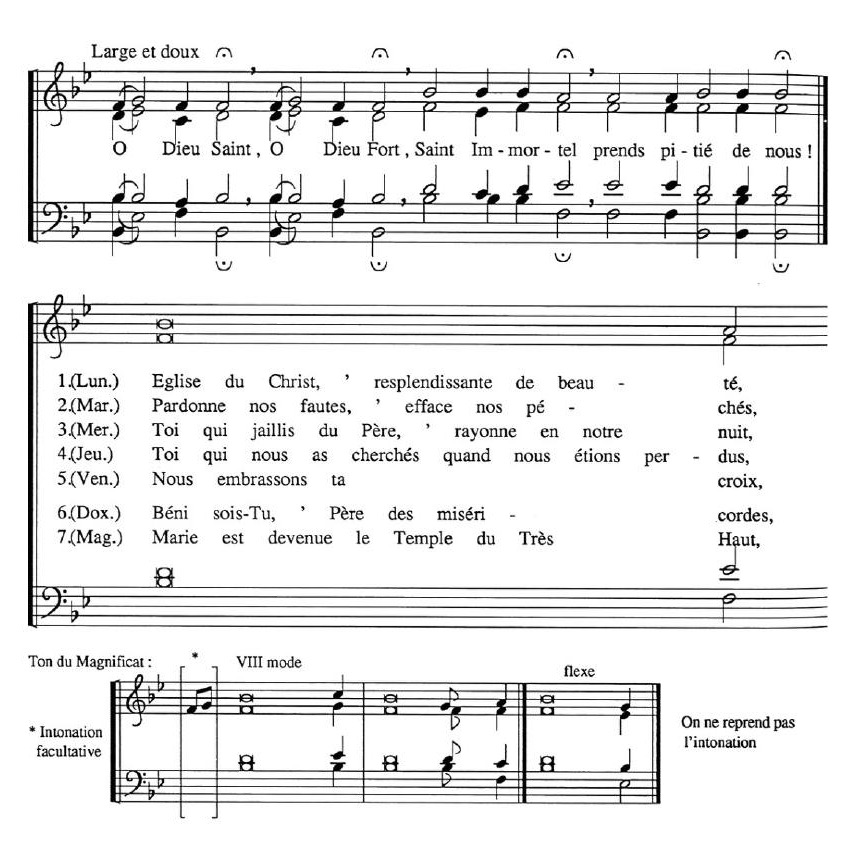 Large et doux
O Dieu Saint, O Dieu Fort, Saint Im - mor - tel prends pi - tié de nous !
1.(Lun.) Eglise du Christ, ’ resplendissante de beau - té,
2.(Mar.) Pardonne nos fautes, ’ efface nos pé - chés,
3.(Mer.) Toi qui jaillis du Père, ’ rayonne en notre nuit,
4.(Jeu.) Toi qui nous as cherchés quand nous étions per - dus,
5.(Ven.) Nous embrassons ta croix,
6.(Dox.) Béni sois-Tu, ’ Père des miséri - cordes,
7.(Mag.) Marie est devenue le Temple du Très Haut,
Ton du Magnificat : * VIII mode
flexe
* Intonation
facultative
On ne reprend pas
l'intonation